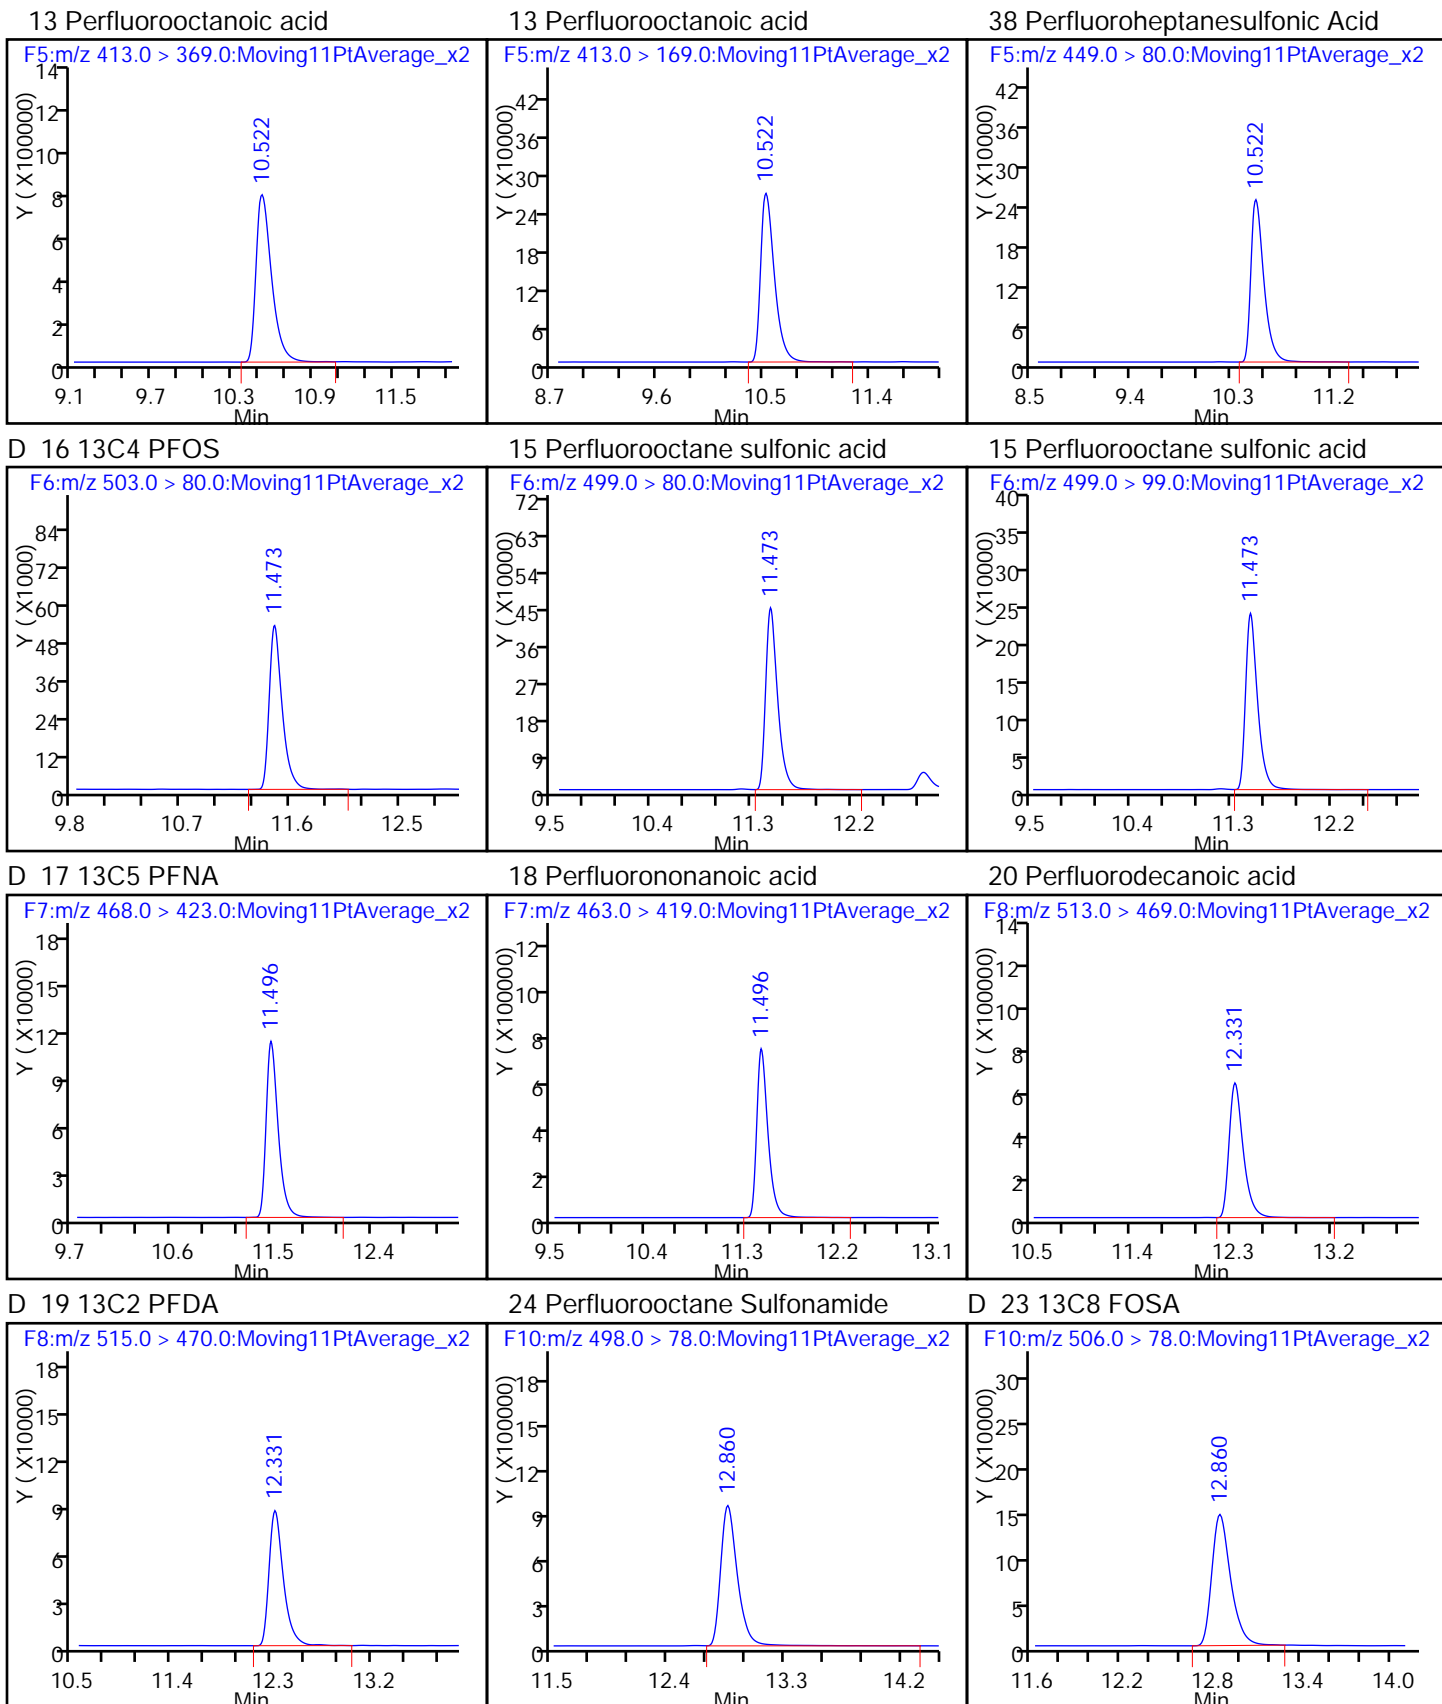 13 Perfluorooctanoic acid
F5:m/z 413.0 > 369.0:Moving11PtAverage_x2
Y ( X100000)
14
12
10
8
6
4
2
0
10.522
9.1 9.7 10.3 10.9 11.5
Min
13 Perfluorooctanoic acid
F5:m/z 413.0 > 169.0:Moving11PtAverage_x2
Y ( X10000)
42
36
30
24
18
12
6
0
10.522
8.7 9.6 10.5 11.4
Min
38 Perfluoroheptanesulfonic Acid
F5:m/z 449.0 > 80.0:Moving11PtAverage_x2
Y ( X10000)
42
36
30
24
18
12
6
0
10.522
8.5 9.4 10.3 11.2
Min
D 16 13C4 PFOS
F6:m/z 503.0 > 80.0:Moving11PtAverage_x2
Y ( X10000)
84
72
60
48
36
24
12
0
11.473
9.8 10.7 11.6 12.5
Min
15 Perfluorooctane sulfonic acid
F6:m/z 499.0 > 80.0:Moving11PtAverage_x2
Y ( X10000)
72
63
54
45
36
27
18
9
0
11.473
9.5 10.4 11.3 12.2
Min
15 Perfluorooctane sulfonic acid
F6:m/z 499.0 > 99.0:Moving11PtAverage_x2
Y ( X10000)
40
35
30
25
20
15
10
5
0
11.473
9.5 10.4 11.3 12.2
Min
D 17 13C5 PFNA
F7:m/z 468.0 > 423.0:Moving11PtAverage_x2
Y ( X100000)
18
15
12
9
6
3
0
11.496
9.7 10.6 11.5 12.4
Min
18 Perfluorononanoic acid
F7:m/z 463.0 > 419.0:Moving11PtAverage_x2
Y ( X100000)
12
10
8
6
4
2
0
11.496
9.5 10.4 11.3 12.2 13.1
Min
20 Perfluorodecanoic acid
F8:m/z 513.0 > 469.0:Moving11PtAverage_x2
Y ( X100000)
14
12
10
8
6
4
2
0
12.331
10.5 11.4 12.3 13.2
Min
D 19 13C2 PFDA
F8:m/z 515.0 > 470.0:Moving11PtAverage_x2
Y ( X100000)
18
15
12
9
6
3
0
12.331
10.5 11.4 12.3 13.2
Min
24 Perfluorooctane Sulfonamide
F10:m/z 498.0 > 78.0:Moving11PtAverage_x2
Y ( X100000)
18
15
12
9
6
3
0
12.860
11.5 12.4 13.3 14.2
Min
D 23 13C8 FOSA
F10:m/z 506.0 > 78.0:Moving11PtAverage_x2
Y ( X100000)
30
25
20
15
10
5
0
12.860
11.6 12.2 12.8 13.4 14.0
Min